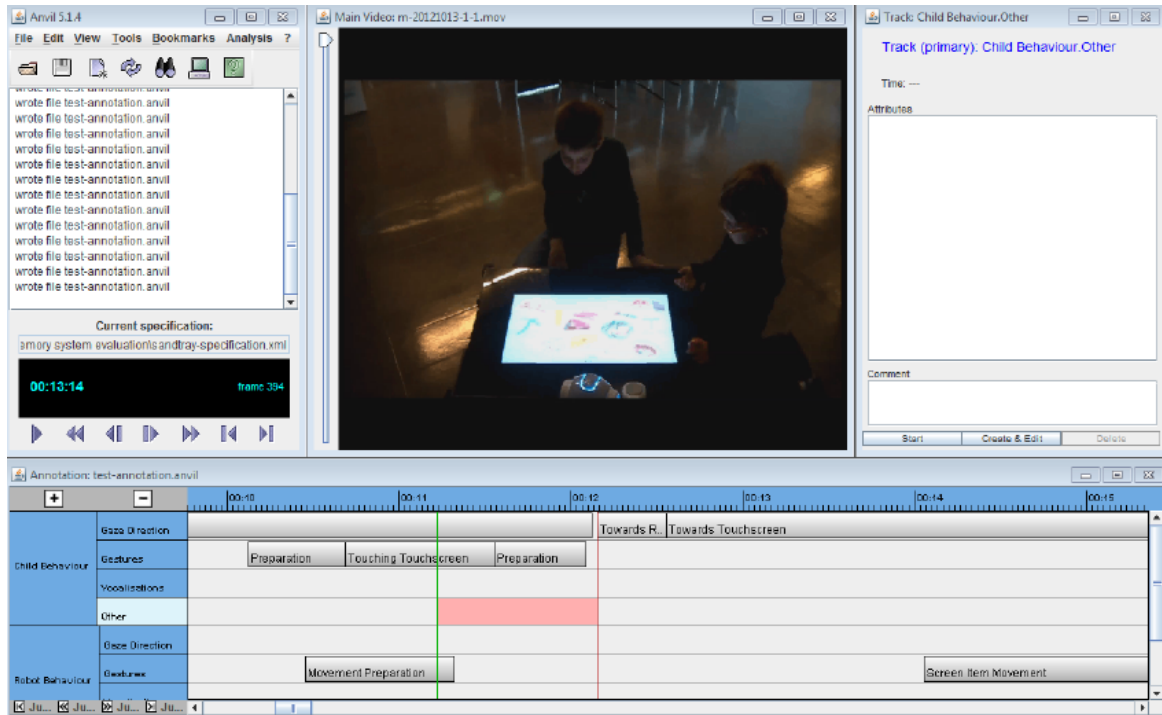 Anvil 5.1.4
File Edit View Tools Bookmarks Analysis ?
wrote file test-annotation.anvil
wrote file test-annotation.anvil
wrote file test-annotation.anvil
wrote file test-annotation.anvil
wrote file test-annotation.anvil
wrote file test-annotation.anvil
wrote file test-annotation.anvil
wrote file test-annotation.anvil
wrote file test-annotation.anvil
wrote file test-annotation.anvil
wrote file test-annotation.anvil
wrote file test-annotation.anvil
wrote file test-annotation.anvil
Current specification:
emory system evaluation\sandtray-specification.xml
00:13:14 frame 394
Main Video: m-20121013-1-1.mov
Track: Child Behaviour.Other
Track (primary): Child Behaviour.Other
Time: ---
Attributes
Comment
Start Create & Edit Delete
Annotation: test-annotation.anvil
+ - 00:10 00:11 00:12 00:13 00:14 00:15
Child Behaviour
Gaze Direction Towards R... Towards Touchscreen
Gestures Preparation Touching Touchscreen Preparation
Vocalisations
Other
Robot Behaviour
Gaze Direction
Gestures Movement Preparation Screen Item Movement
Ju... Ju... Ju... Ju...